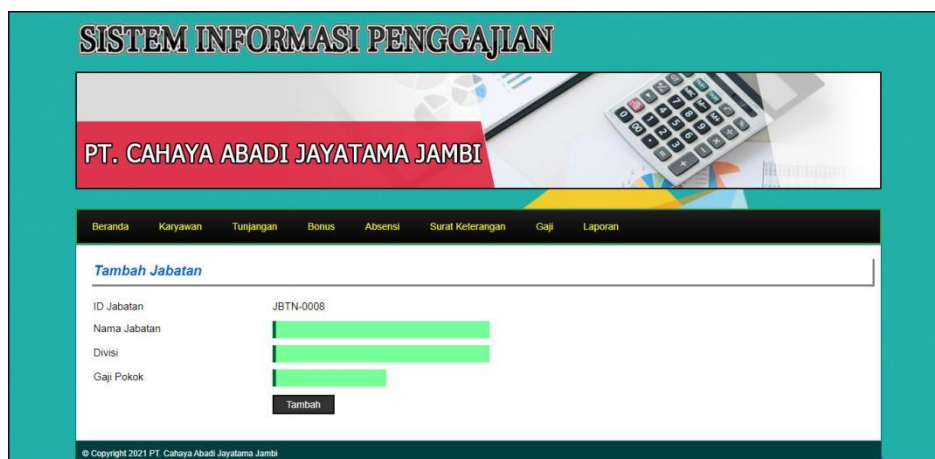 SISTEM INFORMASI PENGGAJIAN
PT. CAHAYA ABADI JAYATAMA JAMBI
Beranda Karyawan Tunjangan Bonus Absensi Surat Keterangan Gaji Laporan
Tambah Jabatan
ID Jabatan JBTN-0008
Nama Jabatan
Divisi
Gaji Pokok
Tambah
© Copyright 2021 PT. Cahaya Abadi Jayatama Jambi